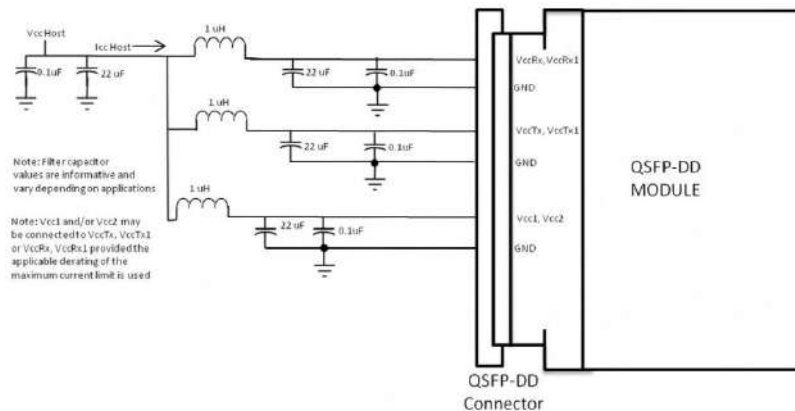 Vcc Host
Icc Host
1 uH
0.1uF
22 uF
22 uF
0.1uF
VccRx, VccRx1
GND
1 uH
22 uF
0.1uF
VccTx, VccTx1
GND
Note: Filter capacitor
values are informative and
vary depending on applications
1 uH
22 uF
0.1uF
Vcc1, Vcc2
GND
Note: Vcc1 and/or Vcc2 may
be connected to VccTx, VccTx1
or VccRx, VccRx1 provided the
applicable derating of the
maximum current limit is used
QSFP-DD
MODULE
QSFP-DD
Connector